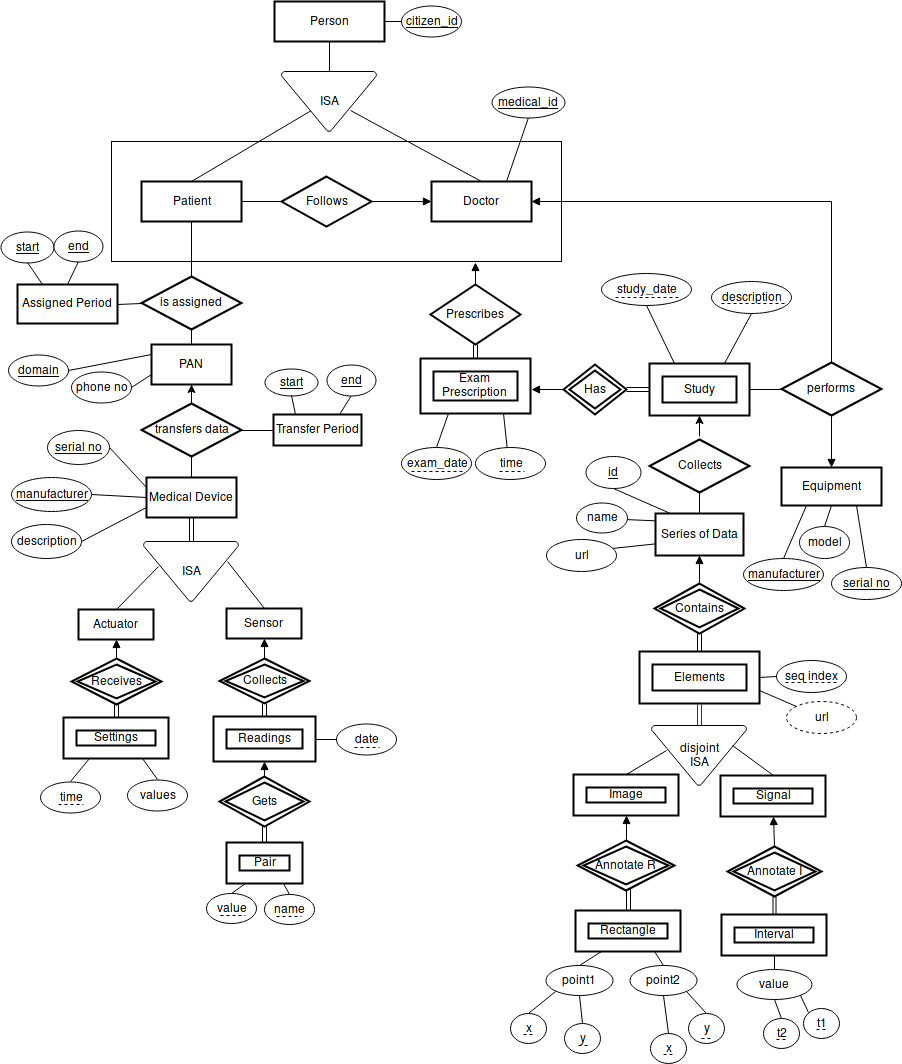 Person
citizen_id
ISA
medical_id
Patient
Follows
Doctor
start
end
Assigned Period
is assigned
study_date
description
Prescribes
PAN
domain
phone no
Exam
Prescription
Has
Study
performs
start
end
transfers data
Transfer Period
serial no
manufacturer
description
Medical Device
exam_date
time
Collects
id
name
url
Series of Data
Equipment
manufacturer
model
serial no
ISA
Actuator
Sensor
Contains
Receives
Collects
Elements
seq index
url
Settings
Readings
date
disjoint
ISA
time
values
Gets
Image
Signal
Pair
value
name
Annotate R
Annotate I
Rectangle
Interval
point1
point2
value
x
y
x
y
t2
t1